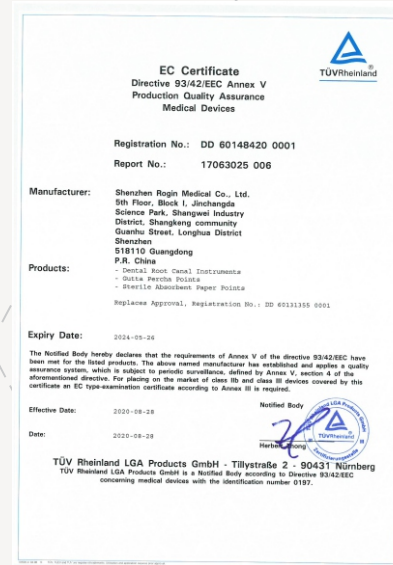 TÜVRheinland
EC Certificate
Directive 93/42/EEC Annex V
Production Quality Assurance
Medical Devices
Registration No.: DD 60148420 0001
Report No.: 17063025 006
Manufacturer: Shenzhen Rogin Medical Co., Ltd.
5th Floor, Block I, Jinchangda
Science Park, Shangwei Industry
District, Shangkeng community
Guanhu Street, Longhua District
Shenzhen
518110 Guangdong
P.R. China
Products:
- Dental Root Canal Instruments
- Gutta Percha Points
- Sterile Absorbent Paper Points
Replaces Approval, Registration No.: DD 60131355 0001
Expiry Date: 2024-05-26
The Notified Body hereby declares that the requirements of Annex V of the directive 93/42/EEC have
been met for the listed products. The above named manufacturer has established and applies a quality
assurance system, which is subject to periodic surveillance, defined by Annex V, section 4 of the
aforementioned directive. For placing on the market of class IIb and class III devices covered by this
certificate an EC type-examination certificate according to Annex III is required.
Notified Body
Effective Date: 2020-08-28
TÜVRheinland
Date: 2020-08-28
TÜV Rheinland LGA Products GmbH - Tillystraße 2 - 90431 Nürnberg
TÜV Rheinland LGA Products GmbH is a Notified Body according to Directive 93/42/EEC
concerning medical devices with the identification number 0197.